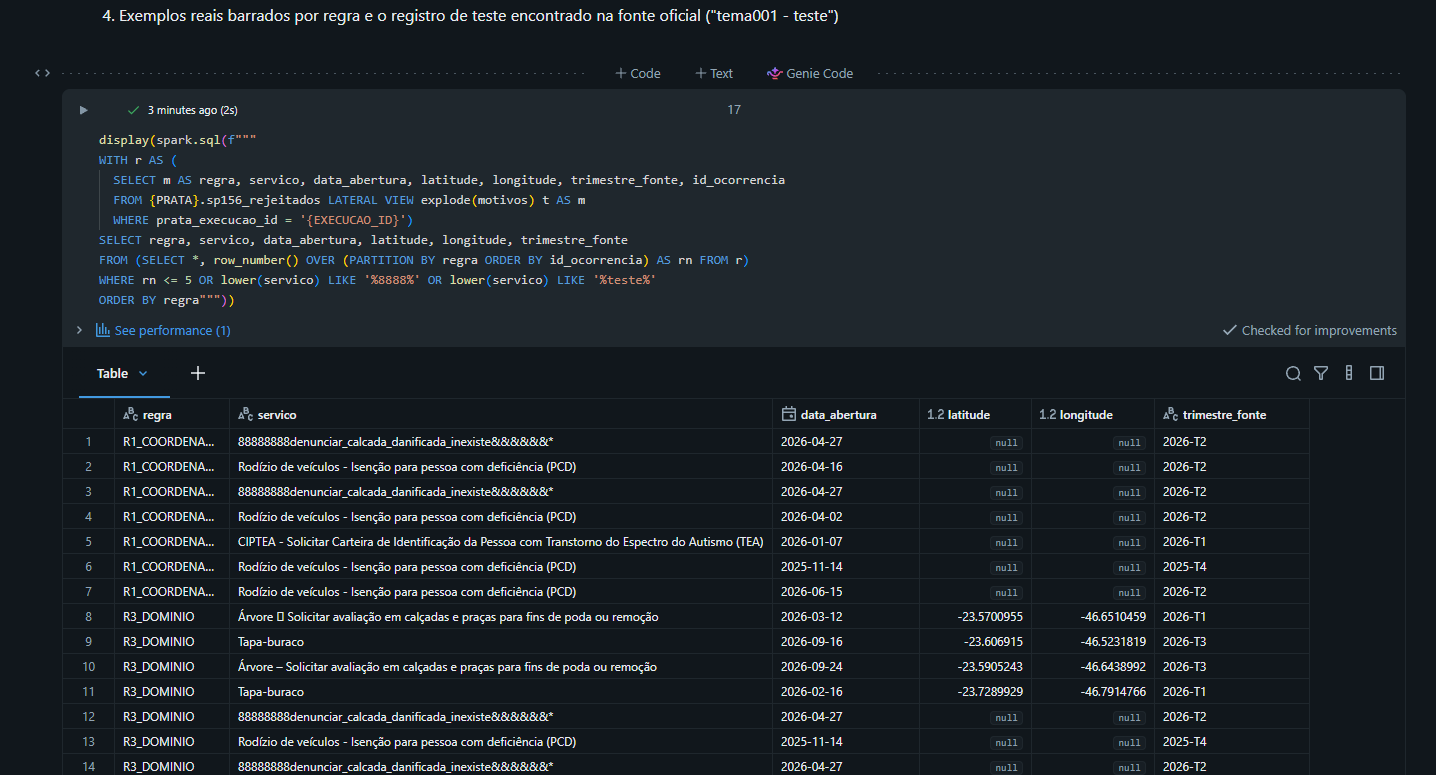 4. Exemplos reais barrados por regra e o registro de teste encontrado na fonte oficial ("tema001 - teste")
+ Code + Text Genie Code
3 minutes ago (2s) 17
display(spark.sql(f"""
WITH r AS (
SELECT m AS regra, servico, data_abertura, latitude, longitude, trimestre_fonte, id_ocorrencia
FROM {PRATA}.sp156_rejeitados LATERAL VIEW explode(motivos) t AS m
WHERE prata_execucao_id = '{EXECUCAO_ID}')
SELECT regra, servico, data_abertura, latitude, longitude, trimestre_fonte
FROM (SELECT *, row_number() OVER (PARTITION BY regra ORDER BY id_ocorrencia) AS rn FROM r)
WHERE rn <= 5 OR lower(servico) LIKE '%8888%' OR lower(servico) LIKE '%teste%'
ORDER BY regra"""))
See performance (1) Checked for improvements
Table +
ABC regra ABC servico data_abertura 1.2 latitude 1.2 longitude ABC trimestre_fonte
1 R1_COORDENA... 88888888denunciar_calcada_danificada_inexiste&&&&&&&* 2026-04-27 null null 2026-T2
2 R1_COORDENA... Rodízio de veículos - Isenção para pessoa com deficiência (PCD) 2026-04-16 null null 2026-T2
3 R1_COORDENA... 88888888denunciar_calcada_danificada_inexiste&&&&&&&* 2026-04-27 null null 2026-T2
4 R1_COORDENA... Rodízio de veículos - Isenção para pessoa com deficiência (PCD) 2026-04-02 null null 2026-T2
5 R1_COORDENA... CIPTEA - Solicitar Carteira de Identificação da Pessoa com Transtorno do Espectro do Autismo (TEA) 2026-01-07 null null 2026-T1
6 R1_COORDENA... Rodízio de veículos - Isenção para pessoa com deficiência (PCD) 2025-11-14 null null 2025-T4
7 R1_COORDENA... Rodízio de veículos - Isenção para pessoa com deficiência (PCD) 2026-06-15 null null 2026-T2
8 R3_DOMINIO Árvore ▯ Solicitar avaliação em calçadas e praças para fins de poda ou remoção 2026-03-12 -23.5700955 -46.6510459 2026-T1
9 R3_DOMINIO Tapa-buraco 2026-09-16 -23.606915 -46.5231819 2026-T3
10 R3_DOMINIO Árvore – Solicitar avaliação em calçadas e praças para fins de poda ou remoção 2026-09-24 -23.5905243 -46.6438992 2026-T3
11 R3_DOMINIO Tapa-buraco 2026-02-16 -23.7289929 -46.7914766 2026-T1
12 R3_DOMINIO 88888888denunciar_calcada_danificada_inexiste&&&&&&&* 2026-04-27 null null 2026-T2
13 R3_DOMINIO Rodízio de veículos - Isenção para pessoa com deficiência (PCD) 2025-11-14 null null 2025-T4
14 R3_DOMINIO 88888888denunciar_calcada_danificada_inexiste&&&&&&&* 2026-04-27 null null 2026-T2